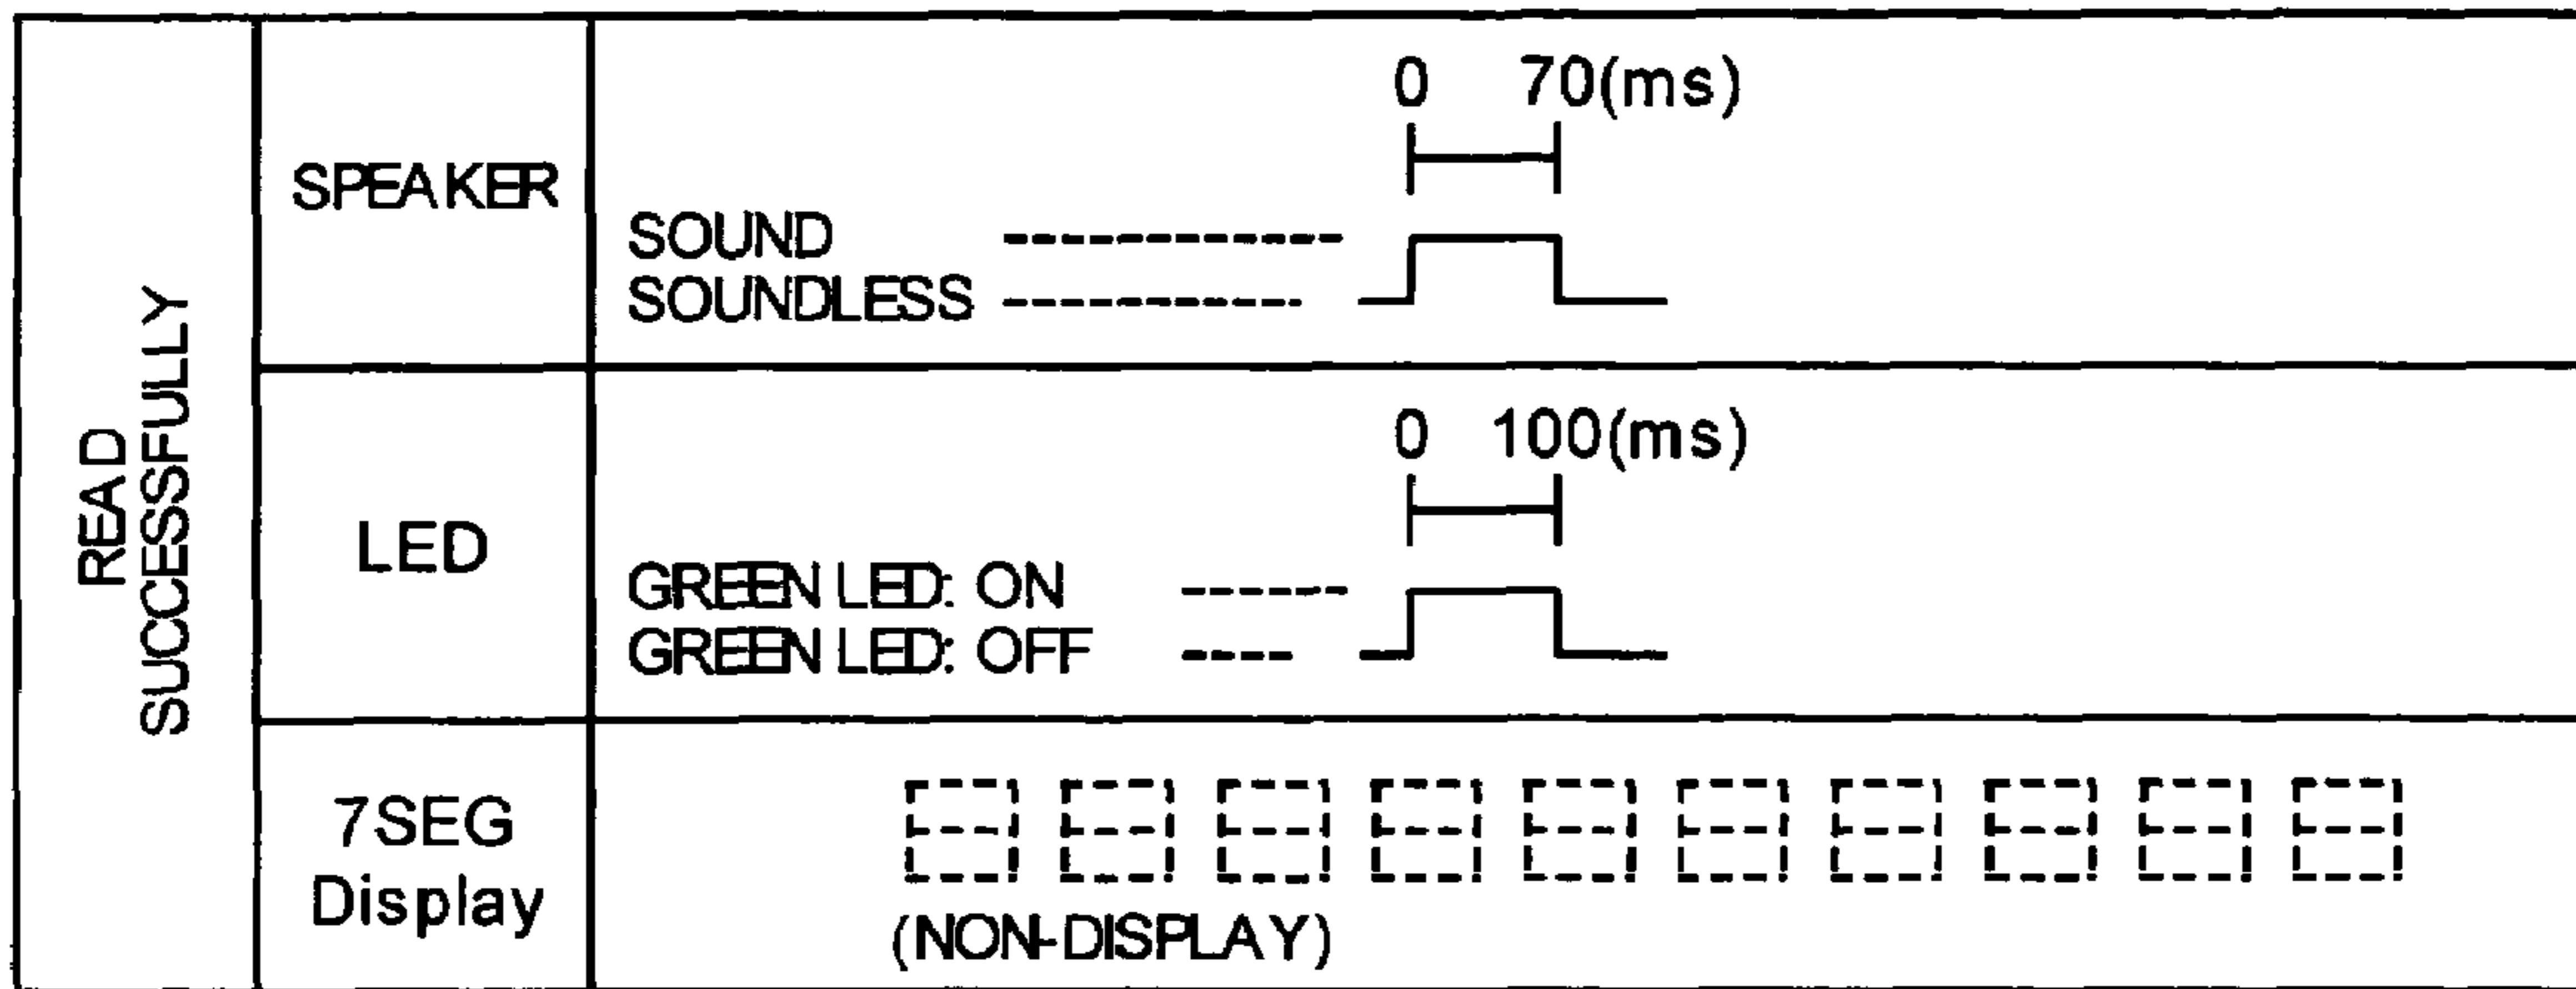 READ
SUCCESSFULLY
SPEAKER
0 70(ms)
SOUND
SOUNDLESS
LED
0 100(ms)
GREEN LED: ON
GREEN LED: OFF
7SEG
Display
(NON-DISPLAY)